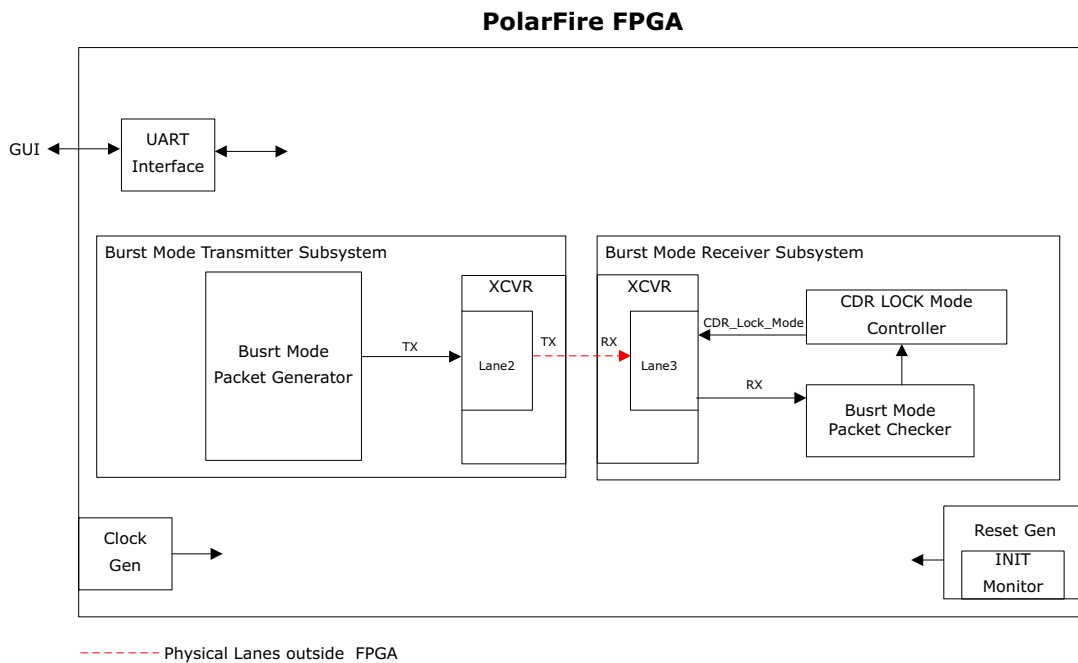 PolarFire FPGA
GUI
UART
Interface
Burst Mode Transmitter Subsystem
Busrt Mode
Packet Generator
TX
XCVR
Lane2
TX
Burst Mode Receiver Subsystem
XCVR
RX
Lane3
CDR_Lock_Mode
CDR LOCK Mode
Controller
RX
Busrt Mode
Packet Checker
Clock
Gen
Reset Gen
INIT
Monitor
Physical Lanes outside FPGA